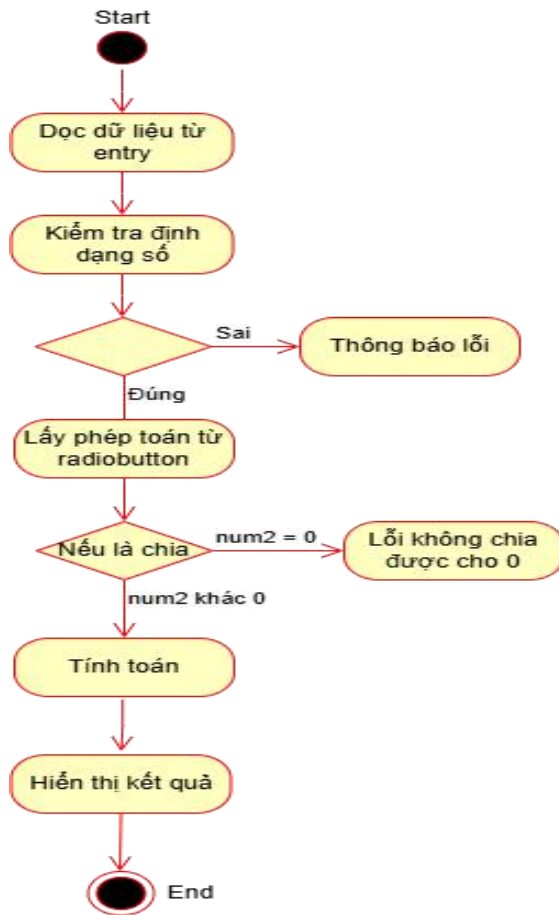 Start
Dọc dữ liệu từ
entry
Kiểm tra định
dạng số
Sai
Thông báo lỗi
Đúng
Lấy phép toán từ
radiobutton
Nếu là chia
num2 = 0
Lỗi không chia
được cho 0
num2 khác 0
Tính toán
Hiển thị kết quả
End